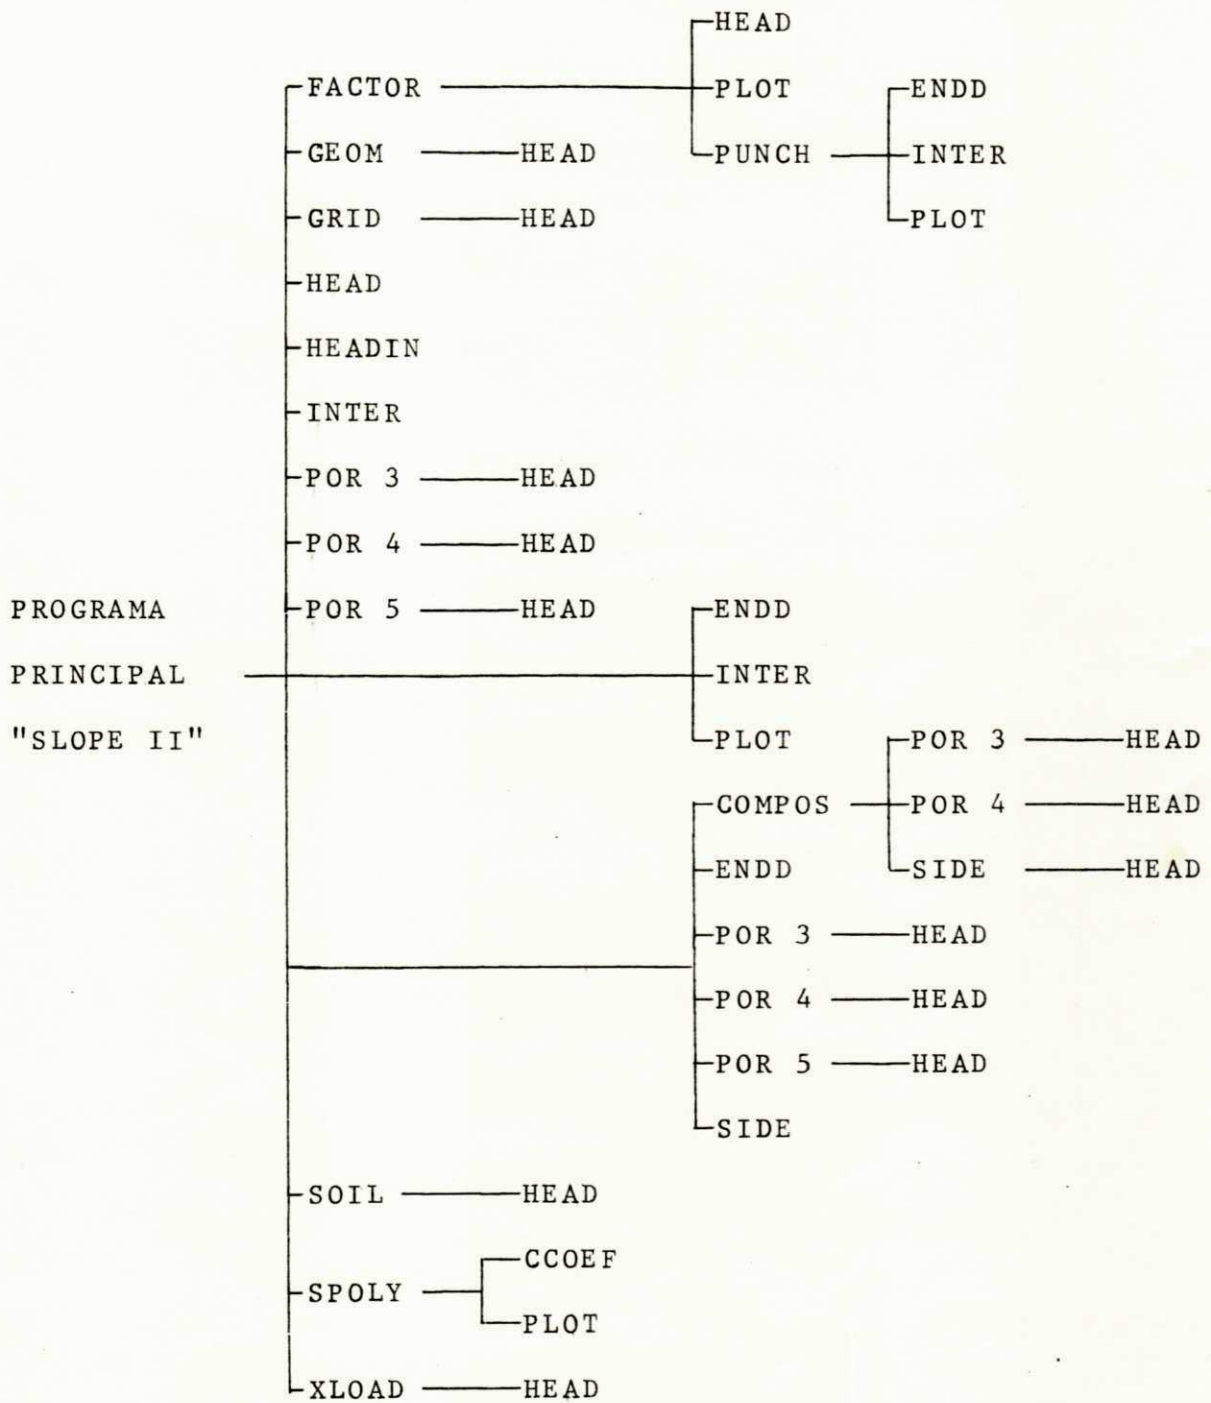 HEAD
FACTOR PLOT ENDD
GEOM HEAD PUNCH INTER
GRID HEAD PLOT
HEAD
HEADIN
INTER
POR 3 HEAD
POR 4 HEAD
PROGRAMA POR 5 HEAD ENDD
PRINCIPAL INTER
"SLOPE II" PLOT POR 3 HEAD
COMPOS POR 4 HEAD
ENDD SIDE HEAD
POR 3 HEAD
POR 4 HEAD
POR 5 HEAD
SIDE
SOIL HEAD
CCOEF
SPOLY
PLOT
XLOAD HEAD